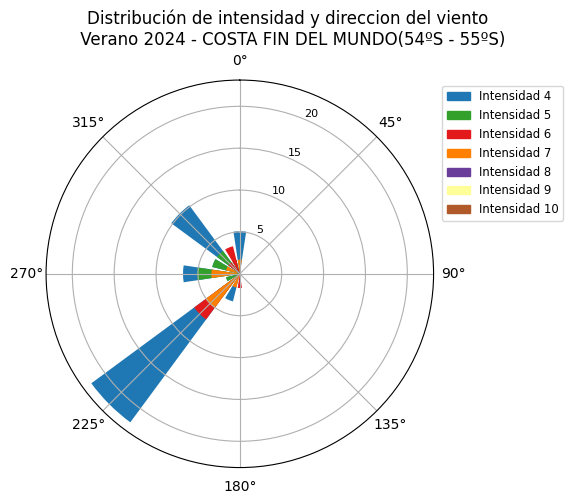 Distribución de intensidad y direccion del viento
Verano 2024 - COSTA FIN DEL MUNDO(54ºS - 55ºS)
0°
45°
90°
135°
180°
225°
270°
315°
5
10
15
20
Intensidad 4
Intensidad 5
Intensidad 6
Intensidad 7
Intensidad 8
Intensidad 9
Intensidad 10